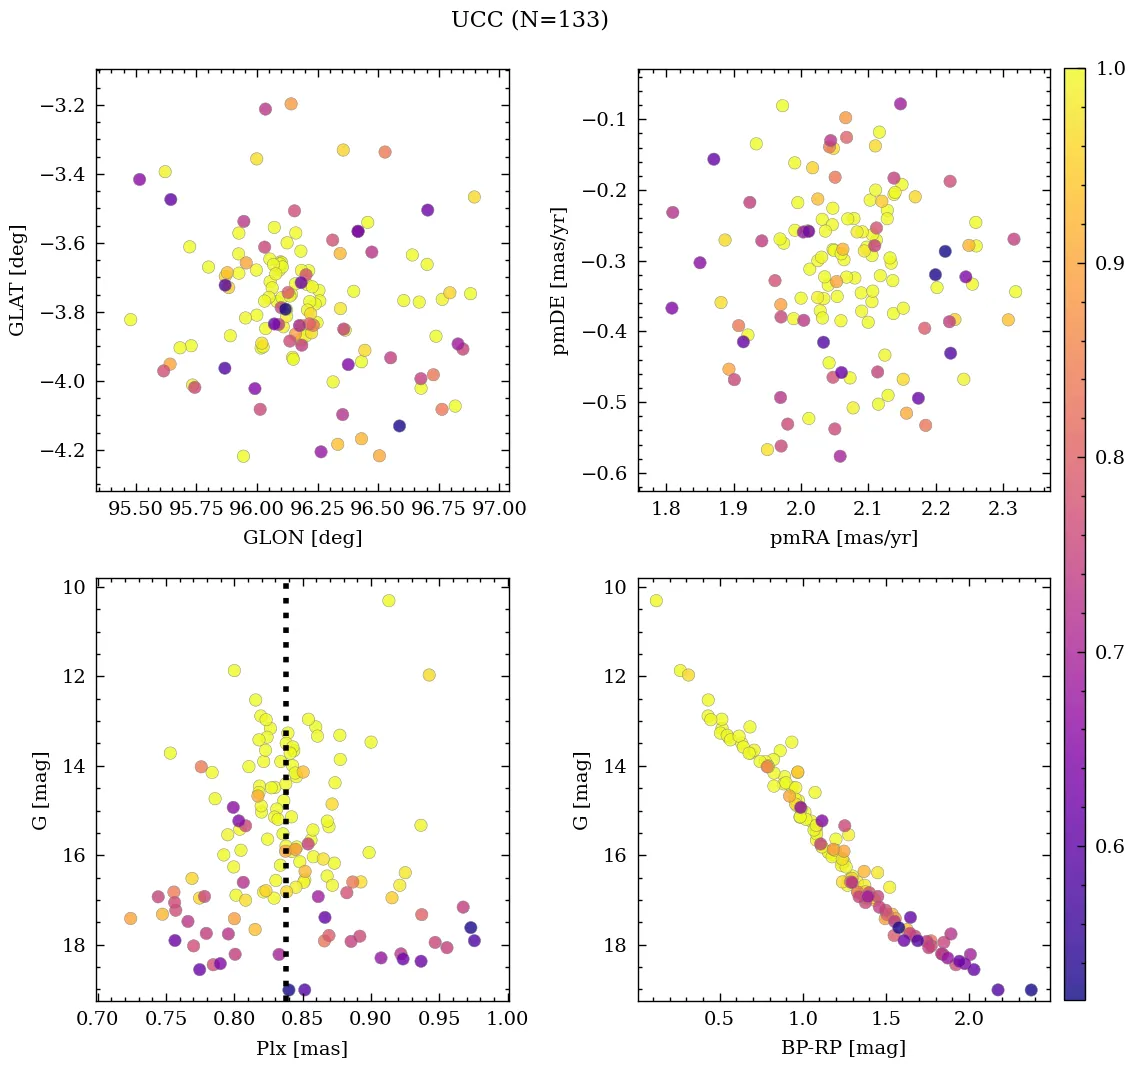 UCC (N=133)
−3.2
−3.4
−3.6
−3.8
−4.0
−4.2
GLAT [deg]
95.50 95.75 96.00 96.25 96.50 96.75 97.00
GLON [deg]
−0.1
−0.2
−0.3
−0.4
−0.5
−0.6
pmDE [mas/yr]
1.8 1.9 2.0 2.1 2.2 2.3
pmRA [mas/yr]
1.0
0.9
0.8
0.7
0.6
10
12
14
16
18
G [mag]
0.70 0.75 0.80 0.85 0.90 0.95 1.00
Plx [mas]
10
12
14
16
18
G [mag]
0.5 1.0 1.5 2.0
BP-RP [mag]